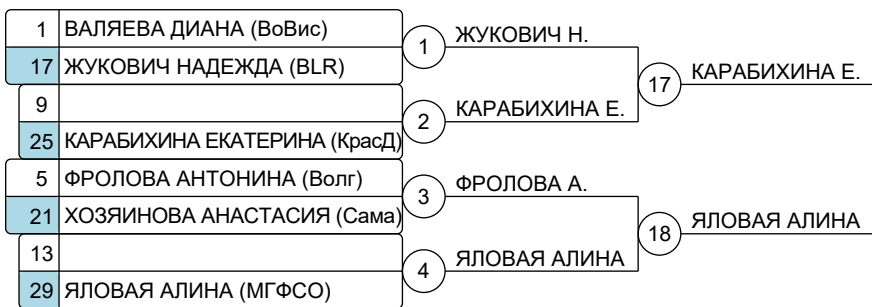 1 ВАЛЯЕВА ДИАНА (ВоВис)
17 ЖУКОВИЧ НАДЕЖДА (BLR)
1 ЖУКОВИЧ Н.
9
25 КАРАБИХИНА ЕКАТЕРИНА (КрасД)
2 КАРАБИХИНА Е.
17 КАРАБИХИНА Е.
5 ФРОЛОВА АНТОНИНА (Волг)
21 ХОЗЯИНОВА АНАСТАСИЯ (Сама)
3 ФРОЛОВА А.
13
29 ЯЛОВАЯ АЛИНА (МГФСО)
4 ЯЛОВАЯ АЛИНА
18 ЯЛОВАЯ АЛИНА